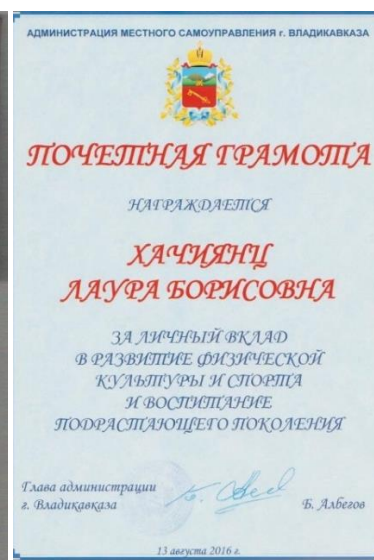 АДМИНИСТРАЦИЯ МЕСТНОГО САМОУПРАВЛЕНИЯ г. ВЛАДИКАВКАЗА
ПОЧЕТНАЯ ГРАМОТА
НАГРАЖДАЕТСЯ
ХАЧИЯНЦ
ЛАУРА БОРИСОВНА
ЗА ЛИЧНЫЙ ВКЛАД
В РАЗВИТИЕ ФИЗИЧЕСКОЙ
КУЛЬТУРЫ И СПОРТА
И ВОСПИТАНИЕ
ПОДРАСТАЮЩЕГО ПОКОЛЕНИЯ
Глава администрации
г. Владикавказа
Б. Албегов
13 августа 2016 г.